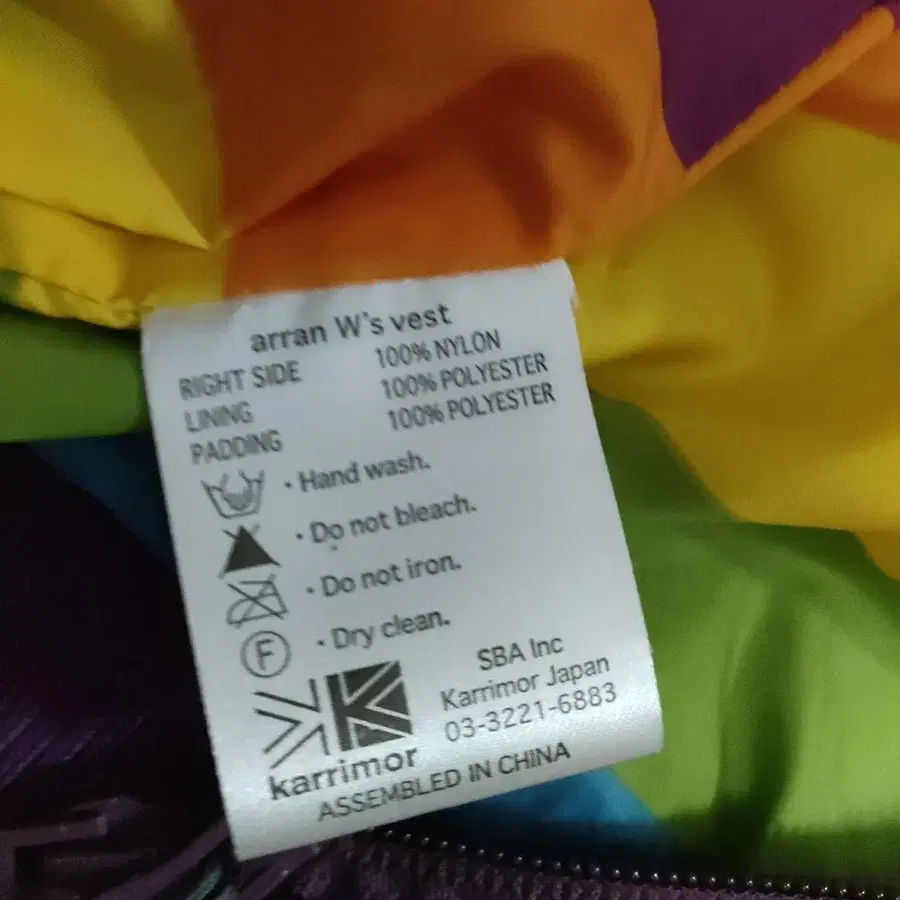 arran W's vest
RIGHT SIDE 100% NYLON
LINING 100% POLYESTER
PADDING 100% POLYESTER
· Hand wash.
· Do not bleach.
· Do not iron.
F · Dry clean.
SBA Inc
Karrimor Japan
03-3221-6883
karrimor
ASSEMBLED IN CHINA